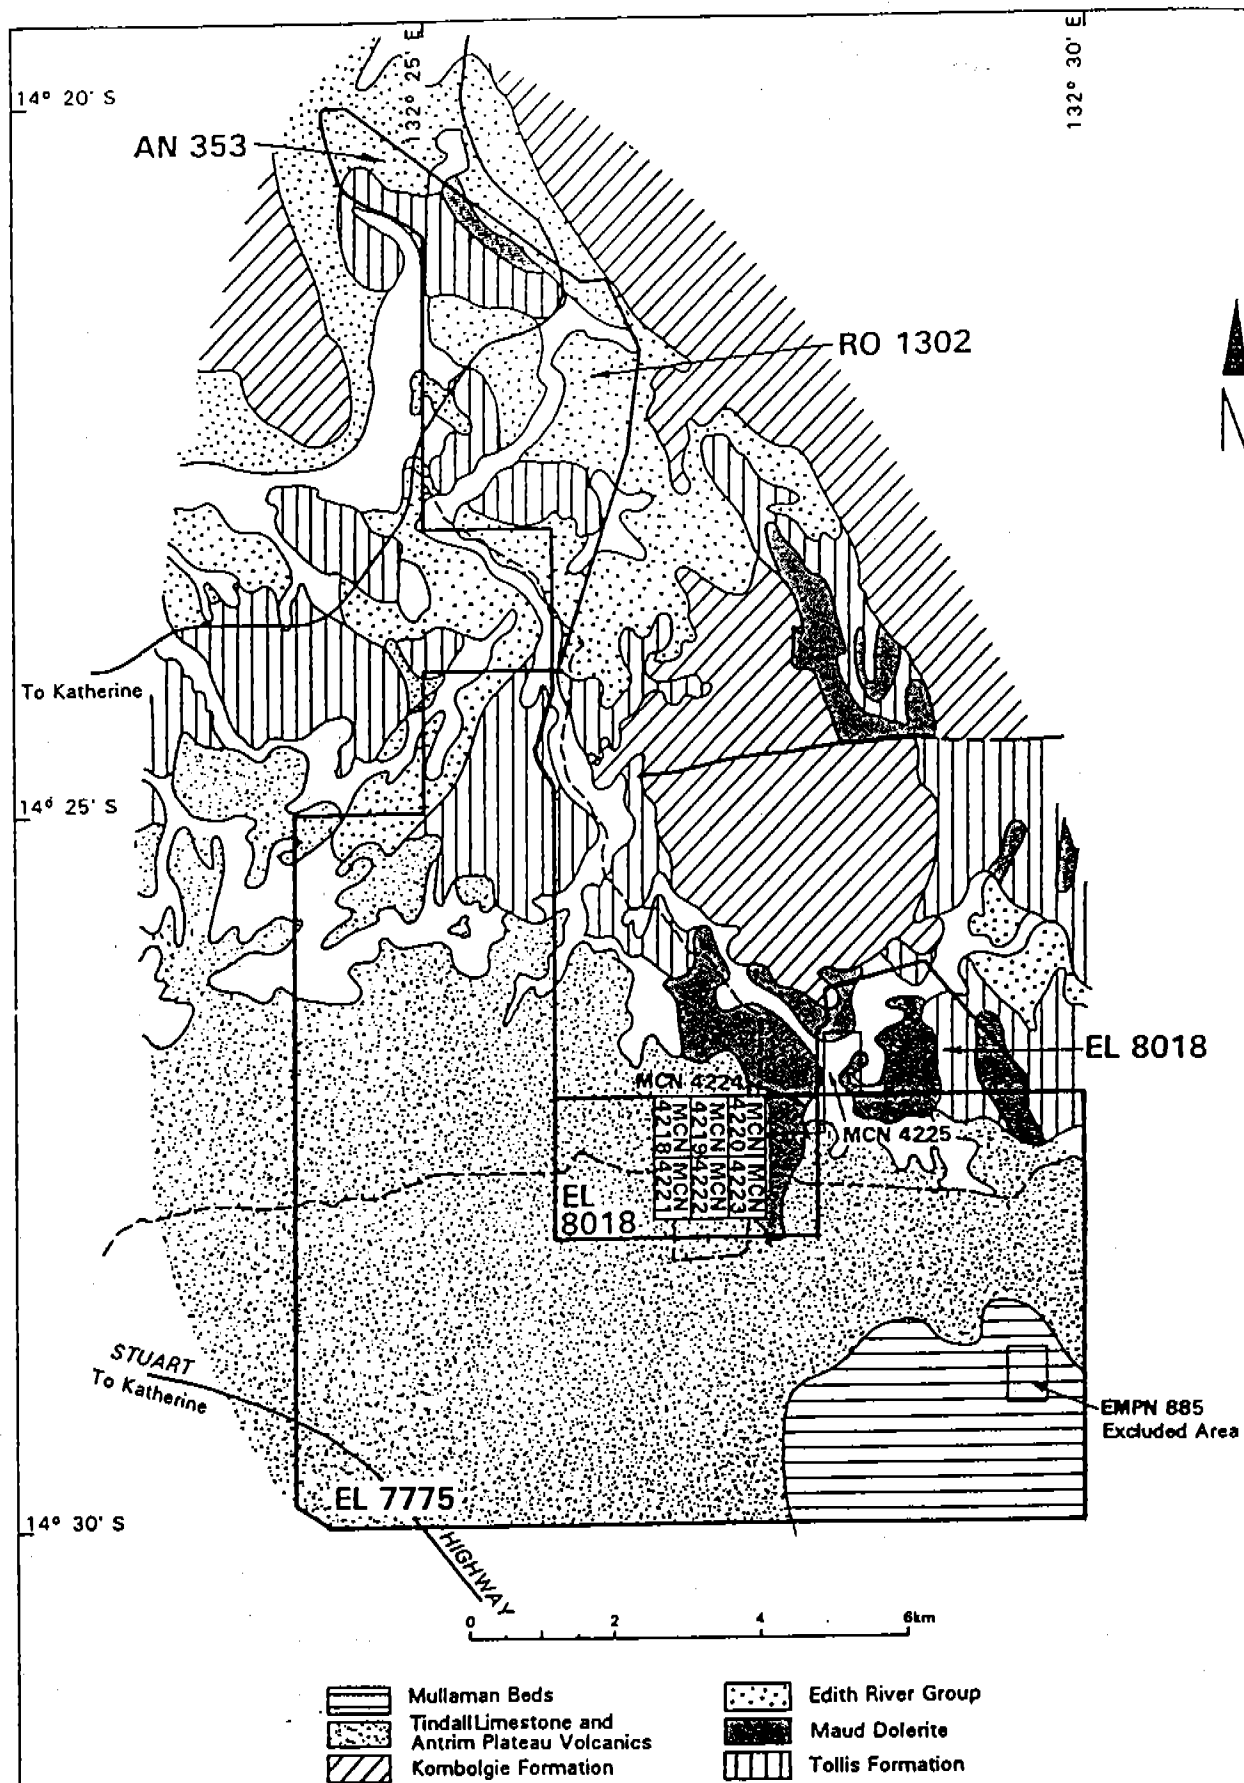 132° 25' E
132° 30' E
14° 20' S
AN 353
RO 1302
N
To Katherine
14° 25' S
EL 8018
MCN 4224
MCN 4225
MCN 4220
MCN 4223
MCN 4219
MCN 4222
MCN 4218
MCN 4221
EL
8018
STUART
To Katherine
EMPN 885
Excluded Area
EL 7775
14° 30' S
HIGHWAY
0 2 4 6km
Mullaman Beds
Tindall Limestone and
Antrim Plateau Volcanics
Kombolgie Formation
Edith River Group
Maud Dolerite
Tollis Formation